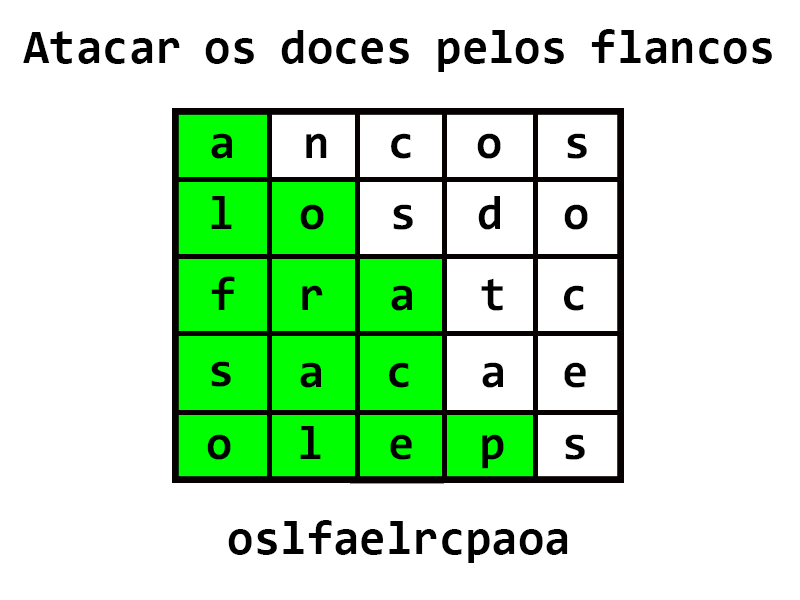 Atacar os doces pelos flancos
a n c o s
l o s d o
f r a t c
s a c a e
o l e p s
oslfaelrcpaoa